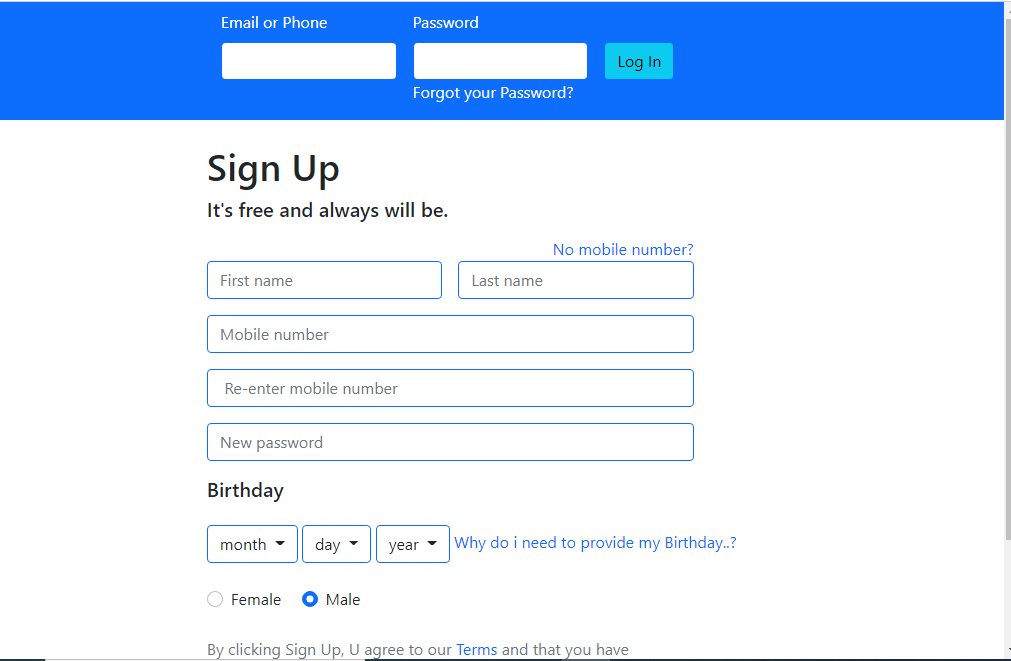 Email or Phone Password
Log In
Forgot your Password?
Sign Up
It's free and always will be.
No mobile number?
First name Last name
Mobile number
Re-enter mobile number
New password
Birthday
month day year Why do i need to provide my Birthday..?
Female Male
By clicking Sign Up, U agree to our Terms and that you have